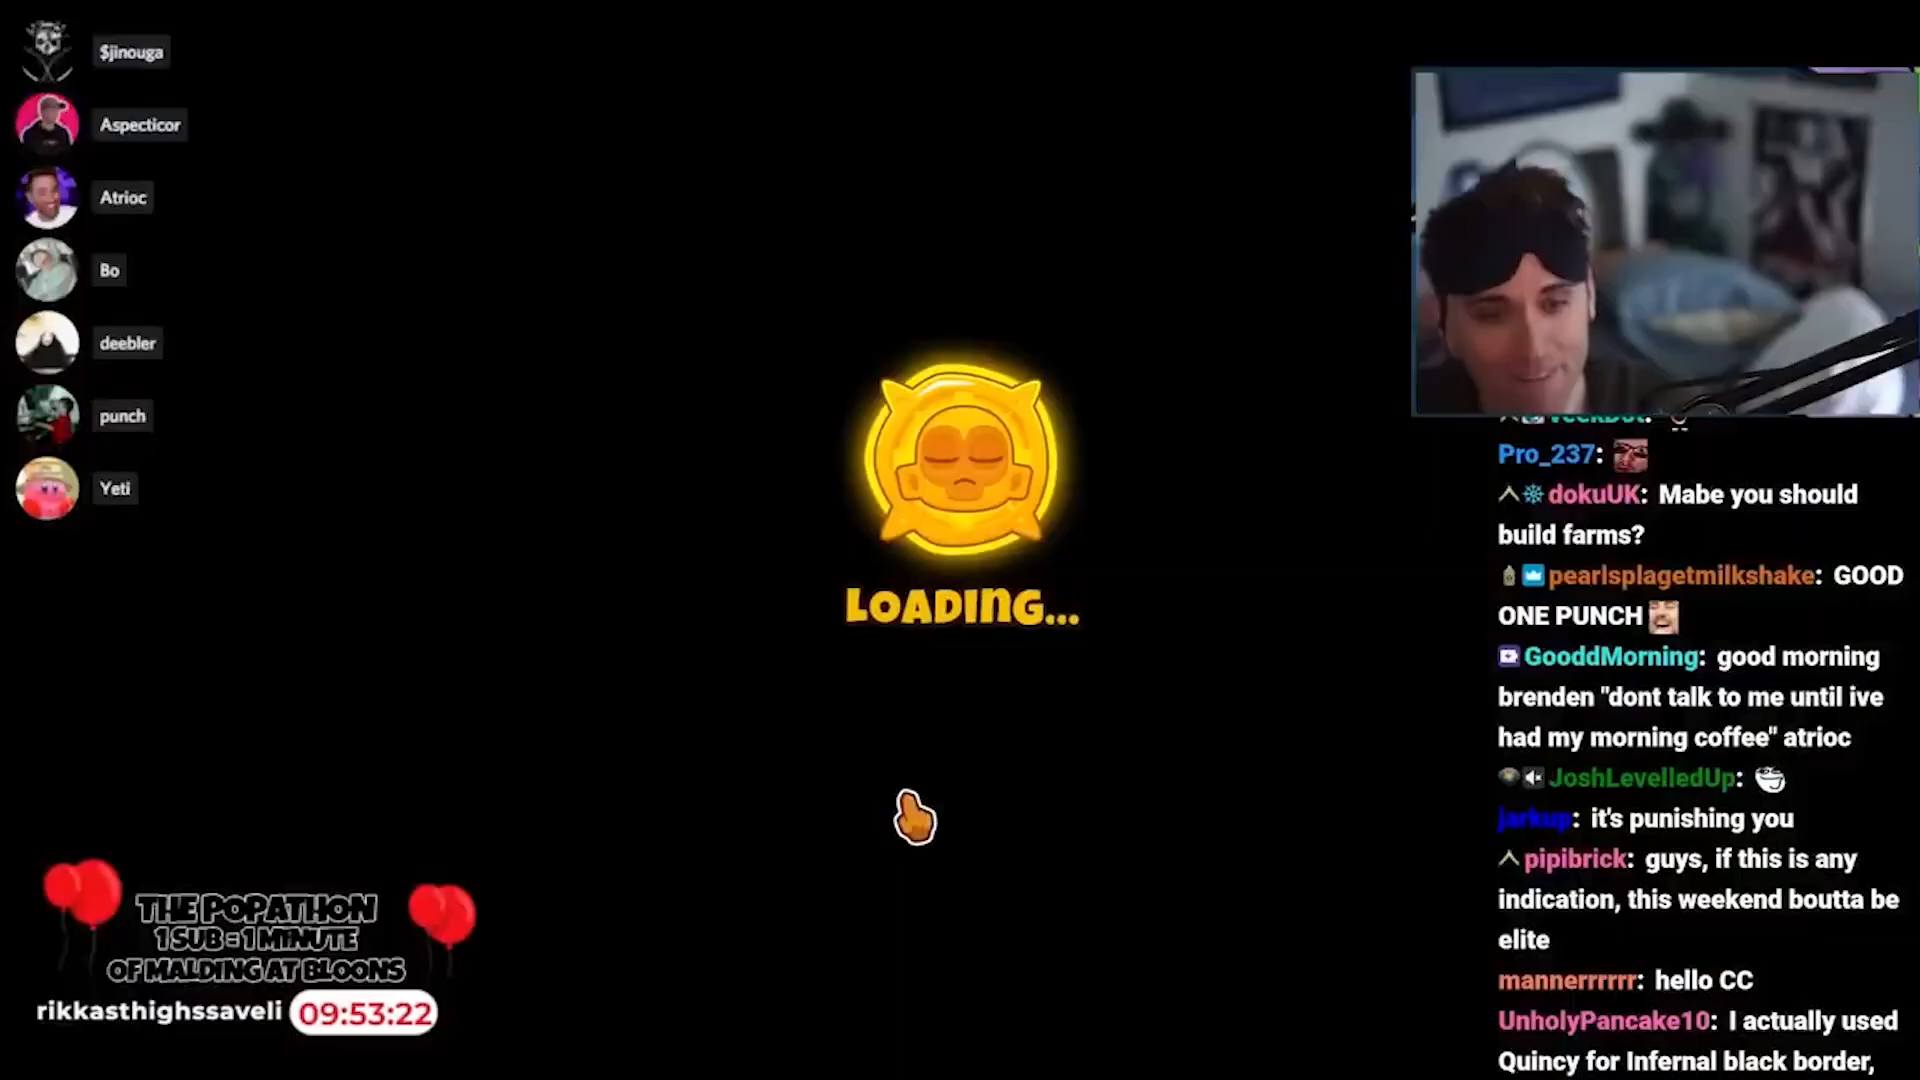 $jinouga
Aspecticor
Atrioc
Bo
deebler
punch
Yeti
LOADING...
THE POPATHON
1 SUB = 1 MINUTE
OF MALDING AT BLOONS
rikkasthighssaveli 09:53:22
Pro_237:
dokuUK: Mabe you should
build farms?
pearlsplagetmilkshake: GOOD
ONE PUNCH
GooddMorning: good morning
brenden "dont talk to me until ive
had my morning coffee" atrioc
JoshLevelledUp:
jarkup: it's punishing you
pipibrick: guys, if this is any
indication, this weekend boutta be
elite
mannerrrrrr: hello CC
UnholyPancake10: I actually used
Quincy for Infernal black border,